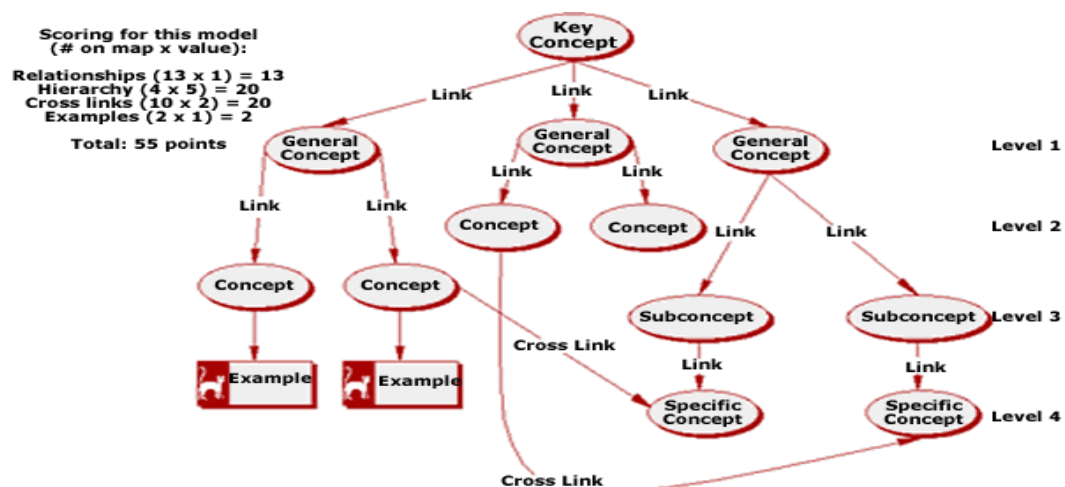 Scoring for this model
(# on map x value):
Relationships (13 x 1) = 13
Hierarchy (4 x 5) = 20
Cross links (10 x 2) = 20
Examples (2 x 1) = 2
Total: 55 points
Key
Concept
Link
Link
Link
General
Concept
General
Concept
General
Concept
Level 1
Link
Link
Link
Link
Concept
Concept
Link
Link
Level 2
Concept
Concept
Subconcept
Subconcept
Level 3
Cross Link
Link
Link
Example
Example
Specific
Concept
Specific
Concept
Level 4
Cross Link